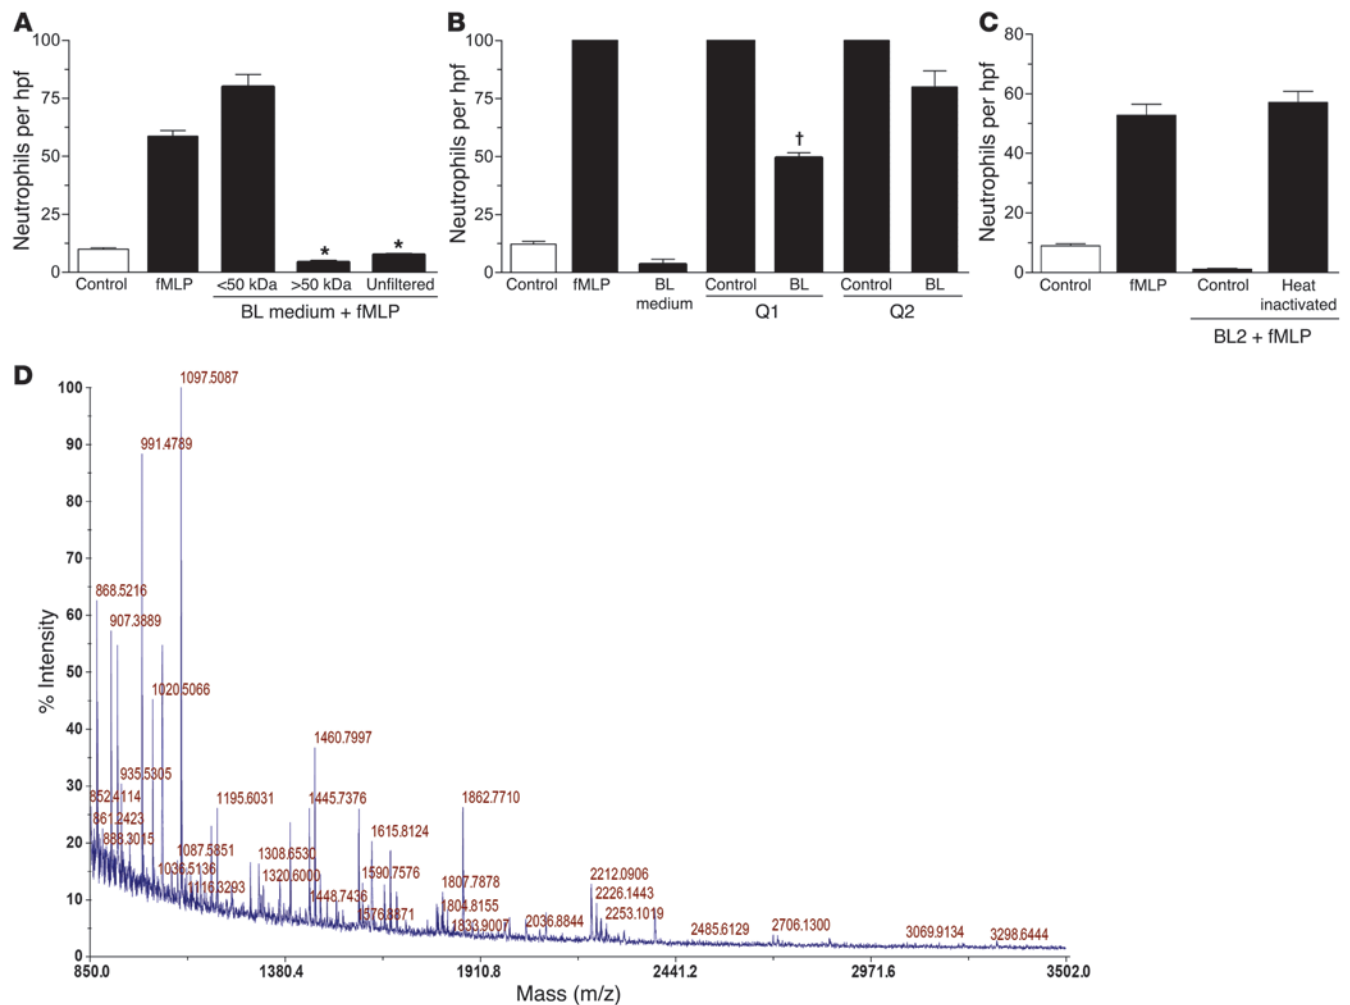 A
Neutrophils per hpf
100
75
50
25
0
Control
fMLP
<50 kDa
>50 kDa
Unfiltered
*
*
BL medium + fMLP
B
Neutrophils per hpf
100
75
50
25
0
†
Control
fMLP
BL
medium
Control
BL
Control
BL
Q1
Q2
C
Neutrophils per hpf
80
60
40
20
0
Control
fMLP
Control
Heat
inactivated
BL2 + fMLP
D
% Intensity
100
90
80
70
60
50
40
30
20
10
0
1097.5087
991.4789
868.5216
907.3889
1020.5066
1460.7997
935.5305
852.4114
1195.6031
1445.7376
1862.7710
861.2423
888.3015
1615.8124
1087.5851
1308.6530
1036.5136
1320.6000
1590.7576
1807.7878
2212.0906
1116.3293
1448.7436
2226.1443
1576.8871
1804.8155
2253.1019
1833.9007
2036.8844
2485.6129
2706.1300
3069.9134
3298.6444
850.0
1380.4
1910.8
2441.2
2971.6
3502.0
Mass (m/z)